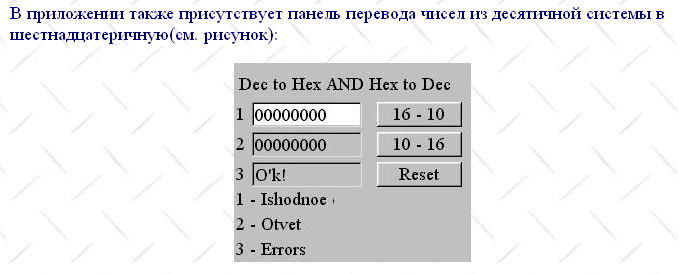 В приложении также присутствует панель перевода чисел из десятичной системы в
шестнадцатеричную(см. рисунок):
Dec to Hex AND Hex to Dec
1 00000000 16 - 10
2 00000000 10 - 16
3 O'k! Reset
1 - Ishodnoe
2 - Otvet
3 - Errors